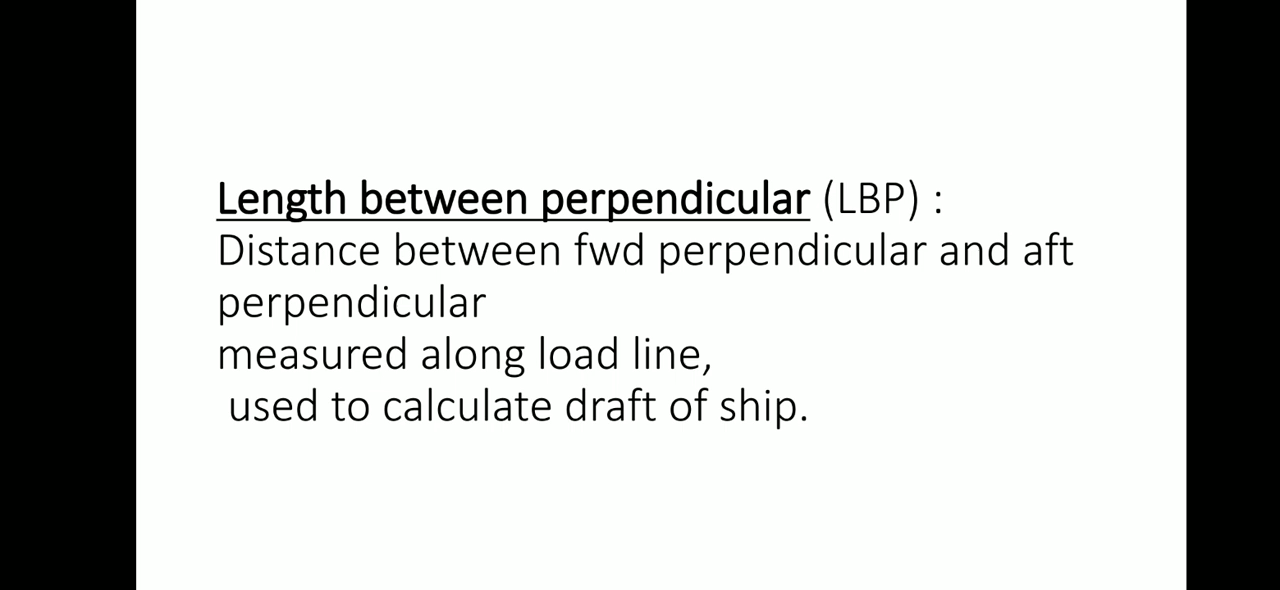 Length between perpendicular (LBP) :
Distance between fwd perpendicular and aft
perpendicular
measured along load line,
used to calculate draft of ship.